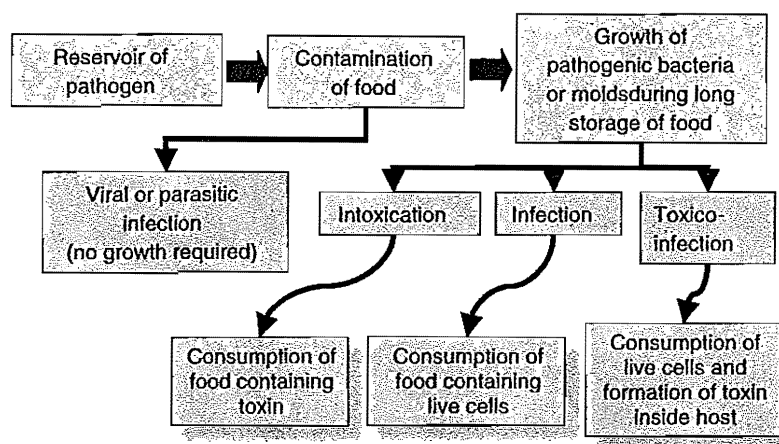 Reservoir of
pathogen
Contamination
of food
Growth of
pathogenic bacteria
or moldsduring long
storage of food
Viral or parasitic
infection
(no growth required)
Intoxication
Infection
Toxico-
infection
Consumption of
food containing
toxin
Consumption of
food containing
live cells
Consumption of
live cells and
formation of toxin
inside host